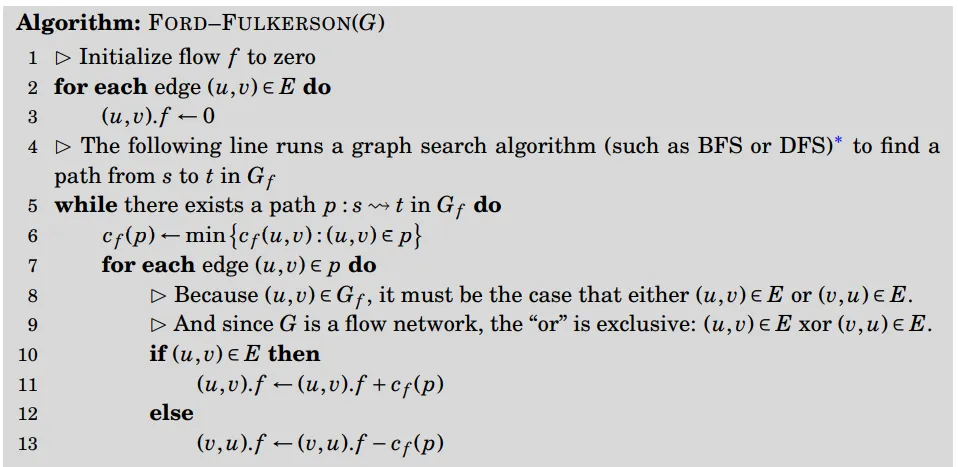 Algorithm: FORD–FULKERSON(G)
1 ▷ Initialize flow f to zero
2 for each edge (u,v)∈E do
3 (u,v).f ← 0
4 ▷ The following line runs a graph search algorithm (such as BFS or DFS)* to find a
path from s to t in G_f
5 while there exists a path p : s ⇝ t in G_f do
6 c_f(p) ← min{c_f(u,v) : (u,v)∈p}
7 for each edge (u,v)∈p do
8 ▷ Because (u,v)∈G_f, it must be the case that either (u,v)∈E or (v,u)∈E.
9 ▷ And since G is a flow network, the “or” is exclusive: (u,v)∈E xor (v,u)∈E.
10 if (u,v)∈E then
11 (u,v).f ← (u,v).f + c_f(p)
12 else
13 (v,u).f ← (v,u).f − c_f(p)